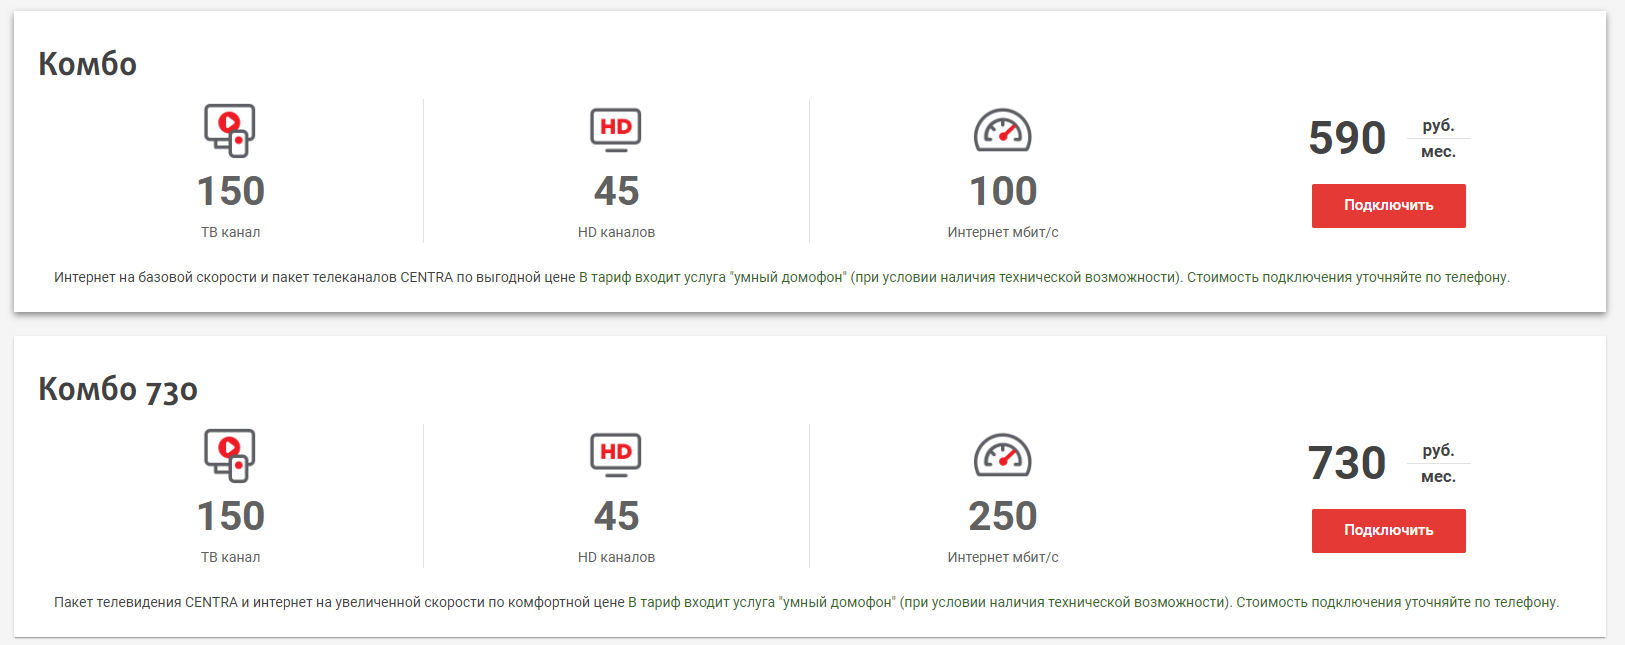 Комбо
HD
150
45
100
590
руб.
мес.
ТВ канал
HD каналов
Интернет мбит/с
Подключить
Интернет на базовой скорости и пакет телеканалов CENTRA по выгодной цене В тариф входит услуга "умный домофон" (при условии наличия технической возможности). Стоимость подключения уточняйте по телефону.
Комбо 730
HD
150
45
250
730
руб.
мес.
ТВ канал
HD каналов
Интернет мбит/с
Подключить
Пакет телевидения CENTRA и интернет на увеличенной скорости по комфортной цене В тариф входит услуга "умный домофон" (при условии наличия технической возможности). Стоимость подключения уточняйте по телефону.